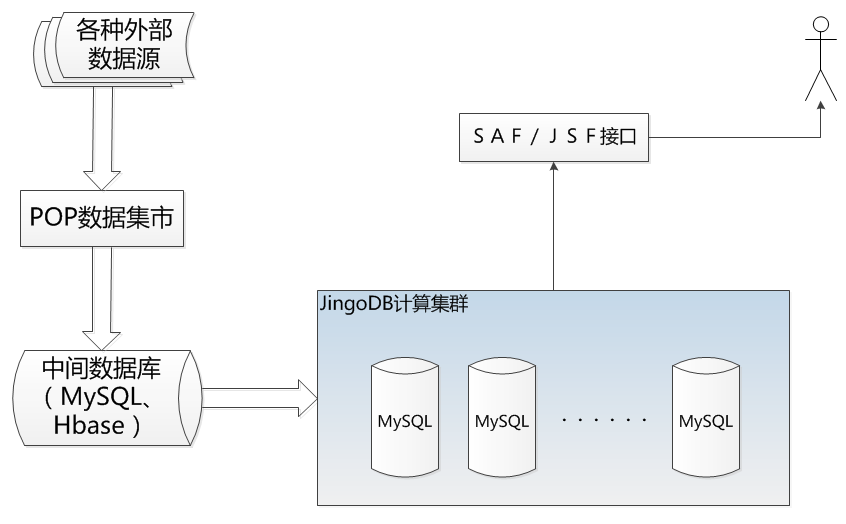 各种外部
数据源
ＳＡＦ/ＪＳＦ接口
POP数据集市
JingoDB计算集群
中间数据库
（MySQL、
Hbase）
MySQL
MySQL
······
MySQL